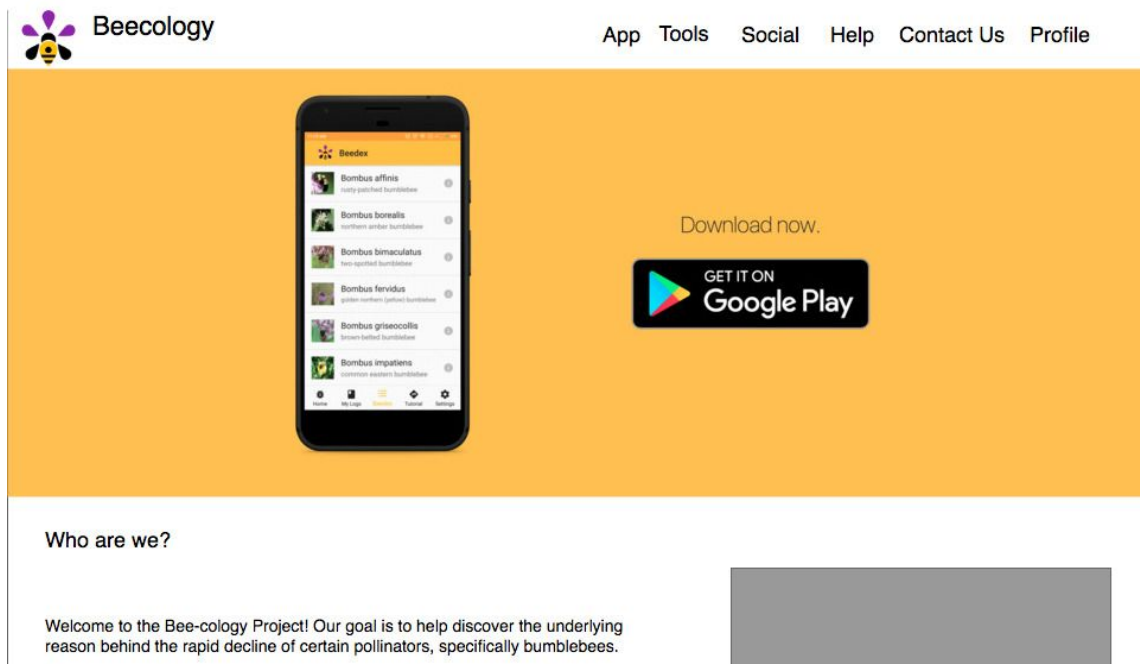 Beecology
App Tools Social Help Contact Us Profile
Beedex
Bombus affinis
rusty patched bumblebee
Bombus borealis
northern amber bumblebee
Bombus bimaculatus
two-spotted bumblebee
Bombus fervidus
golden northern (yellow) bumblebee
Bombus griseocollis
brown-belted bumblebee
Bombus impatiens
common eastern bumblebee
Home My Logs Beedex Tutorial Settings
Download now.
GET IT ON
Google Play
Who are we?
Welcome to the Bee-cology Project! Our goal is to help discover the underlying
reason behind the rapid decline of certain pollinators, specifically bumblebees.